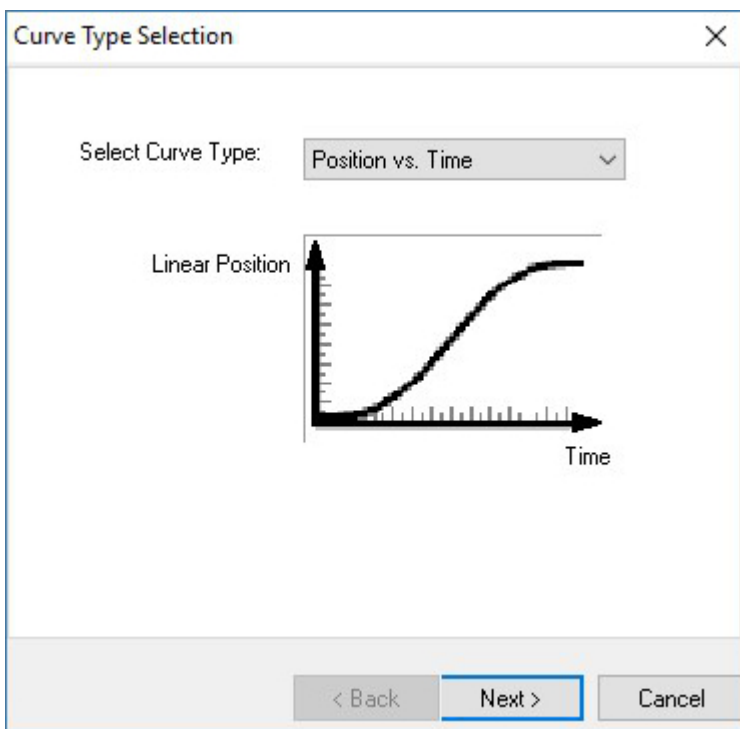 Curve Type Selection
Select Curve Type: Position vs. Time
Linear Position
Time
< Back Next > Cancel